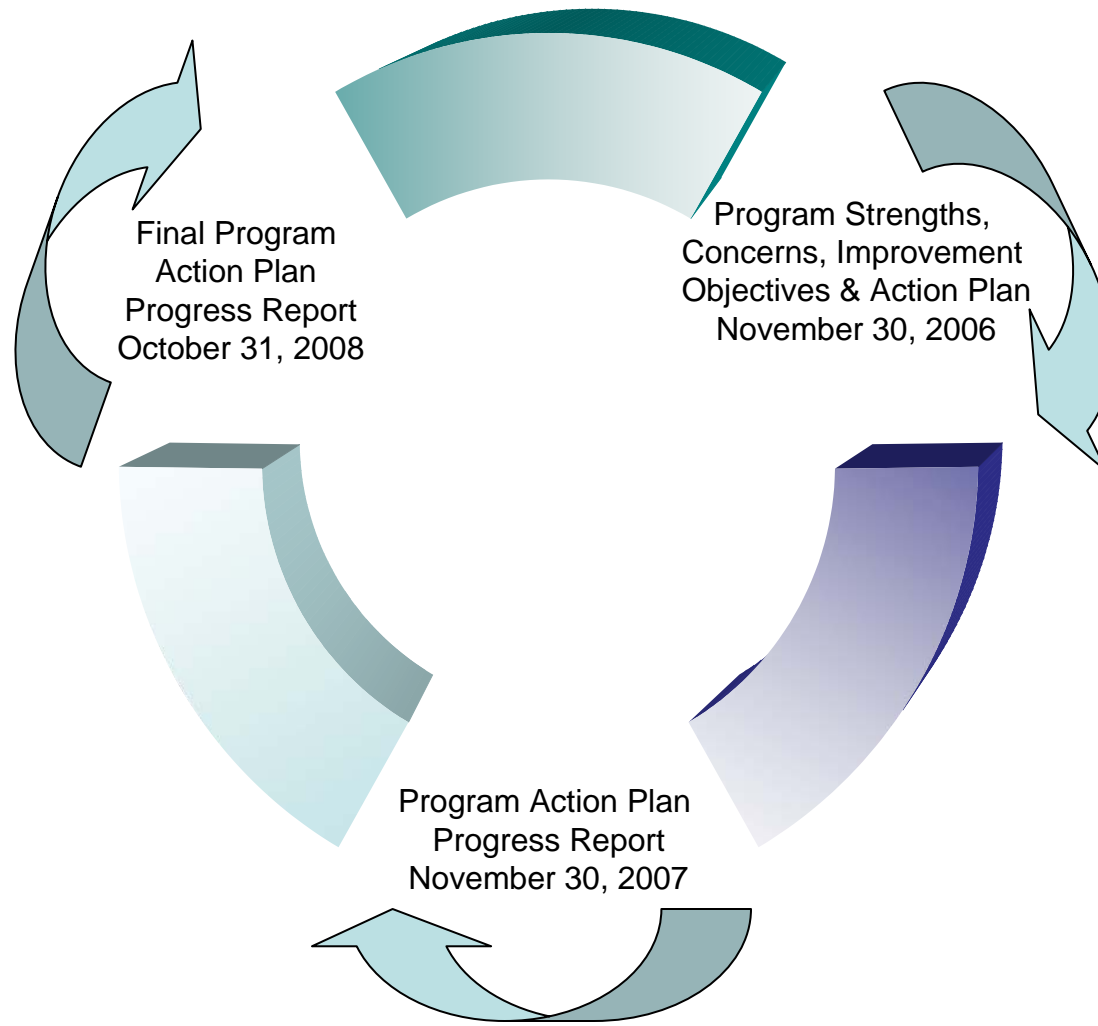 Final Program
Action Plan
Progress Report
October 31, 2008
Program Strengths,
Concerns, Improvement
Objectives & Action Plan
November 30, 2006
Program Action Plan
Progress Report
November 30, 2007